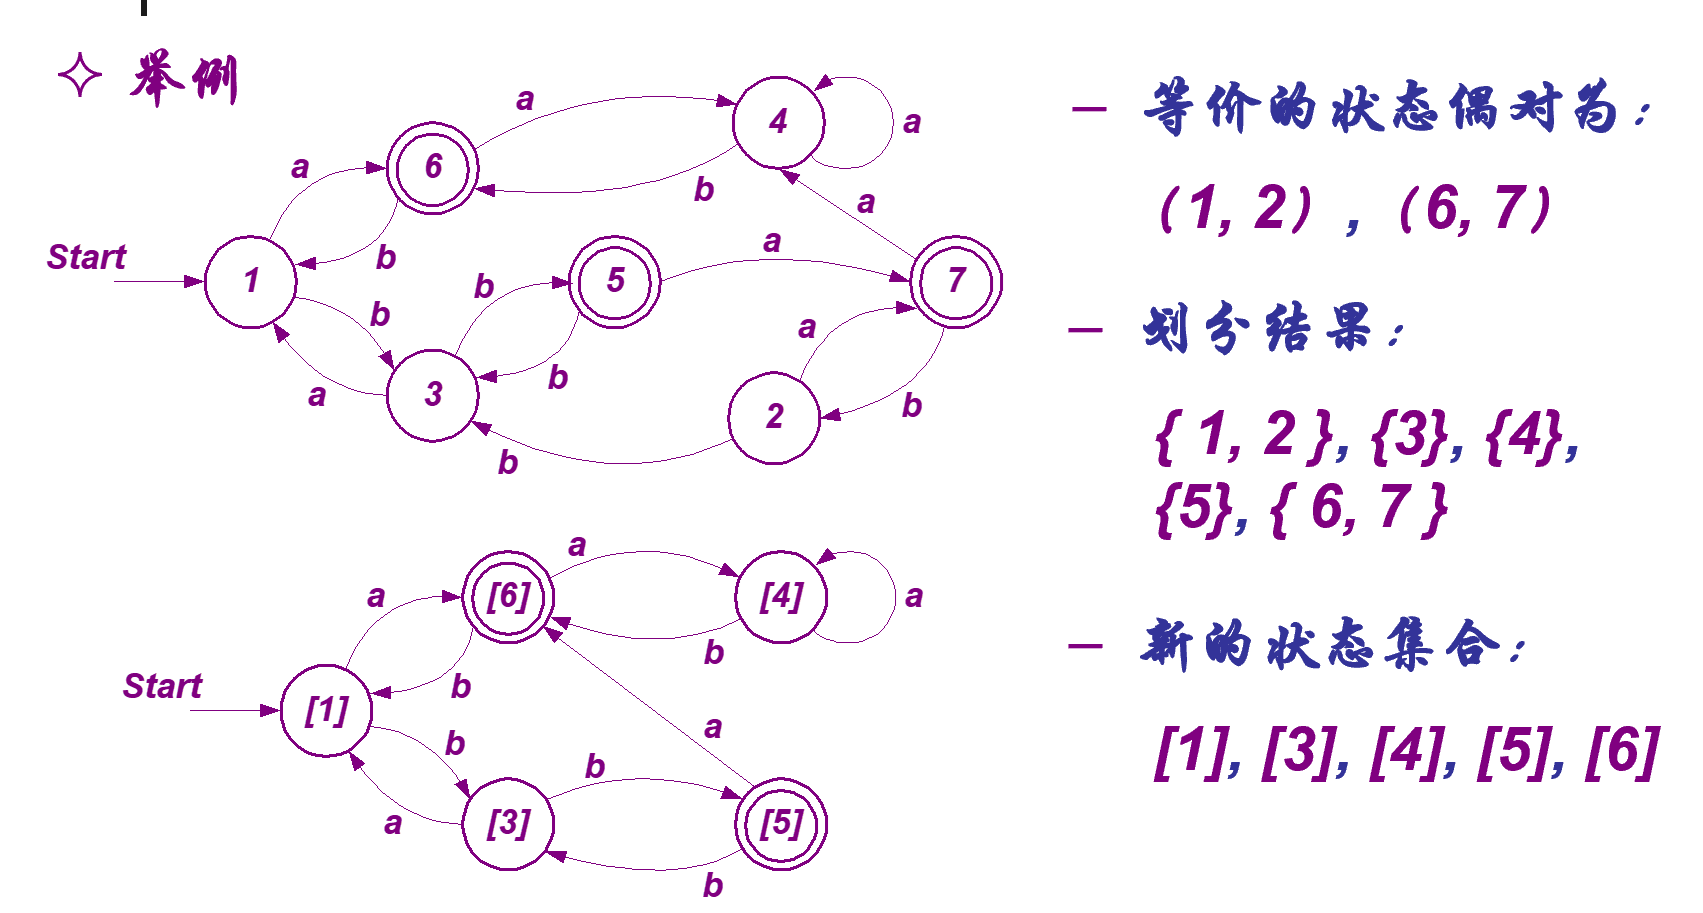 举例
等价的状态偶对为：
（1, 2），（6, 7）
划分结果：
{ 1, 2 }, {3}, {4},
{5}, { 6, 7 }
新的状态集合：
[1], [3], [4], [5], [6]
Start
1
6
4
5
7
3
2
a
b
a
b
a
b
a
b
b
a
a
b
a
b
Start
[1]
[6]
[4]
[3]
[5]
a
b
a
b
a
b
a
b
b
a